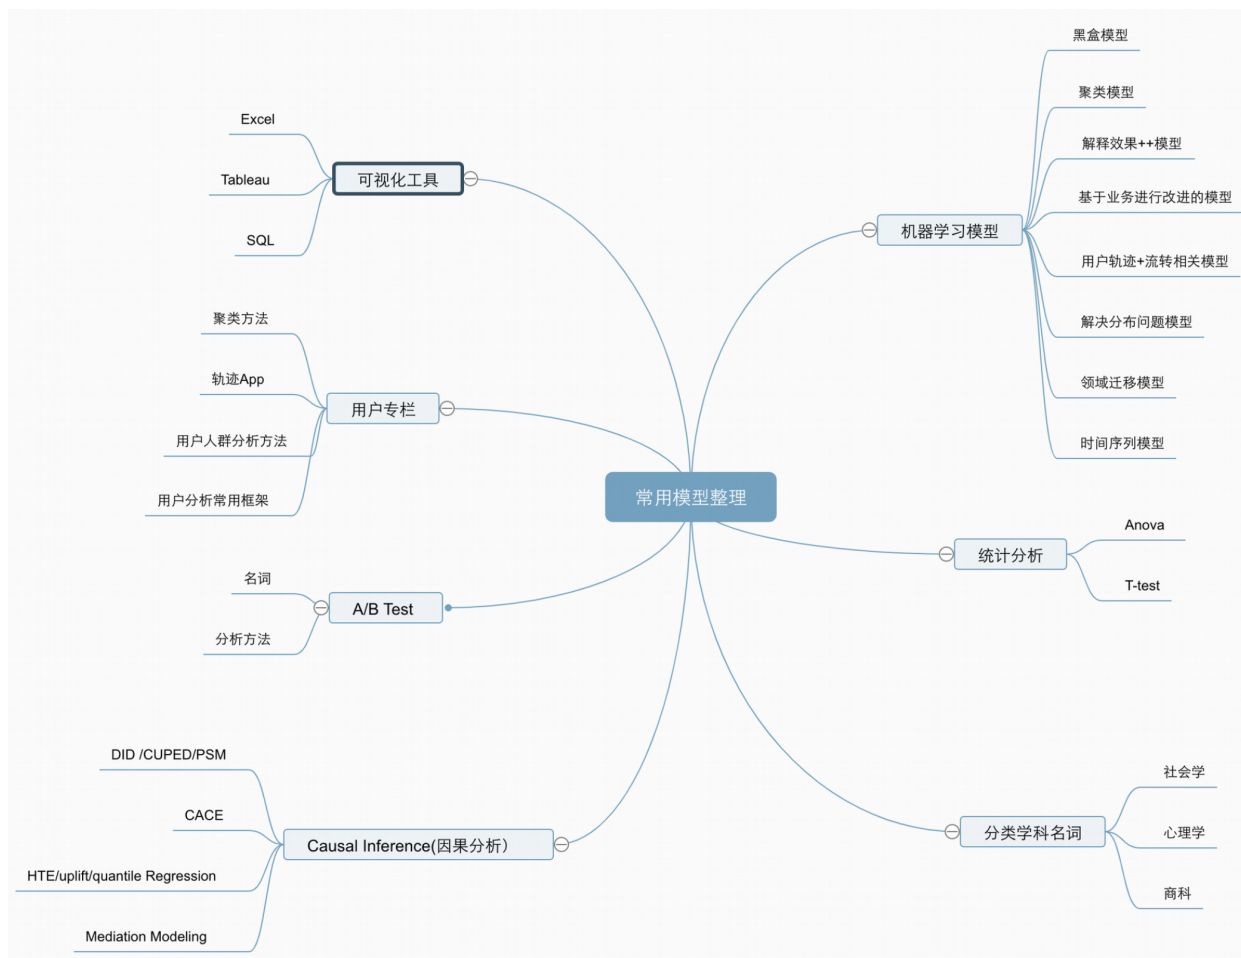 常用模型整理
可视化工具
Excel
Tableau
SQL
用户专栏
聚类方法
轨迹App
用户人群分析方法
用户分析常用框架
A/B Test
名词
分析方法
Causal Inference(因果分析）
DID /CUPED/PSM
CACE
HTE/uplift/quantile Regression
Mediation Modeling
机器学习模型
黑盒模型
聚类模型
解释效果++模型
基于业务进行改进的模型
用户轨迹+流转相关模型
解决分布问题模型
领域迁移模型
时间序列模型
统计分析
Anova
T-test
分类学科名词
社会学
心理学
商科